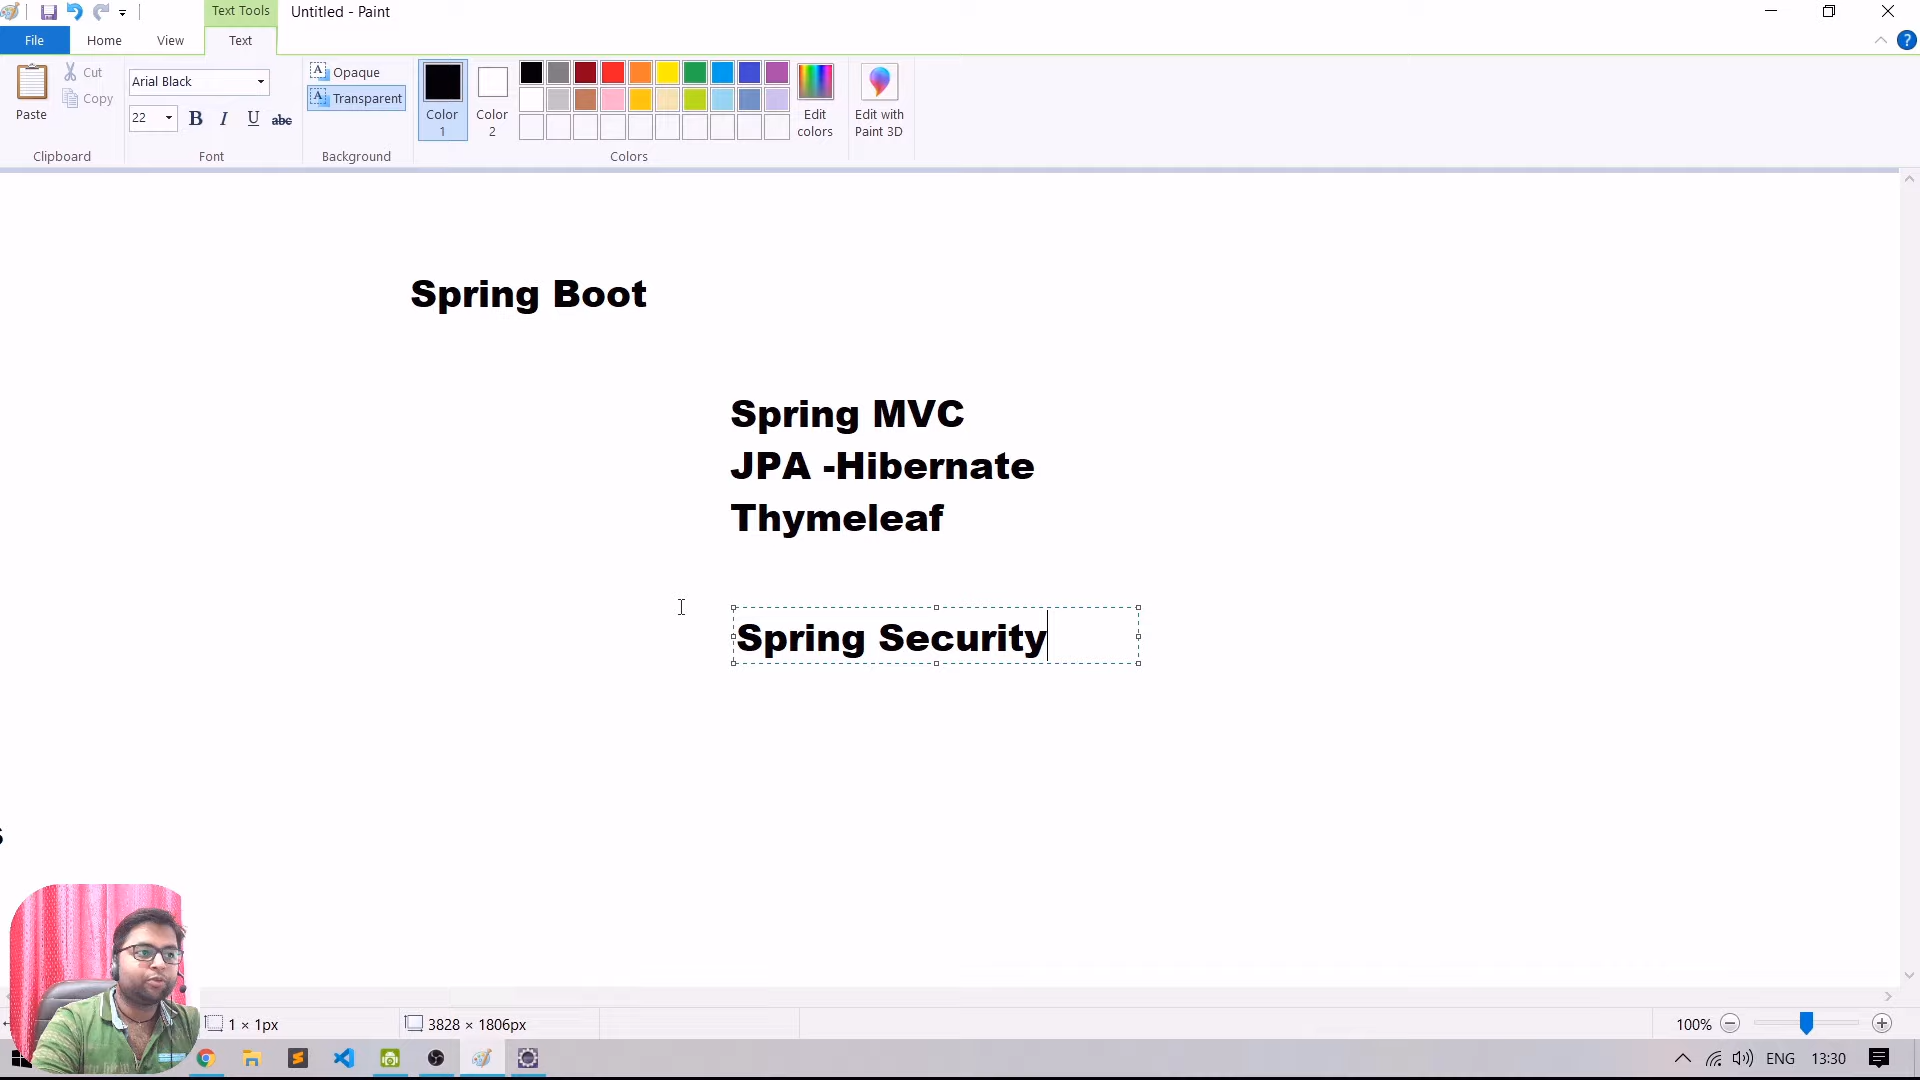 Text Tools
Untitled - Paint
File
Home
View
Text
Paste
Cut
Copy
Clipboard
Arial Black
22
B I U abc
Font
Opaque
Transparent
Background
Color 1
Color 2
Edit colors
Colors
Edit with Paint 3D
Spring Boot
Spring MVC
JPA -Hibernate
Thymeleaf
Spring Security
1 × 1px
3828 × 1806px
100%
ENG
13:30